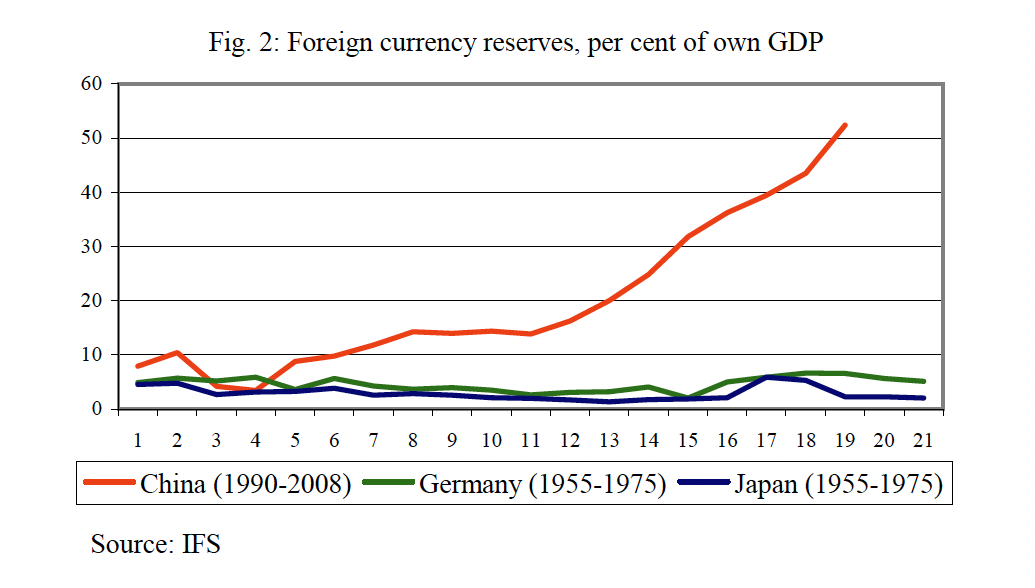 Fig. 2: Foreign currency reserves, per cent of own GDP
60
50
40
30
20
10
0
1 2 3 4 5 6 7 8 9 10 11 12 13 14 15 16 17 18 19 20 21
China (1990-2008) Germany (1955-1975) Japan (1955-1975)
Source: IFS